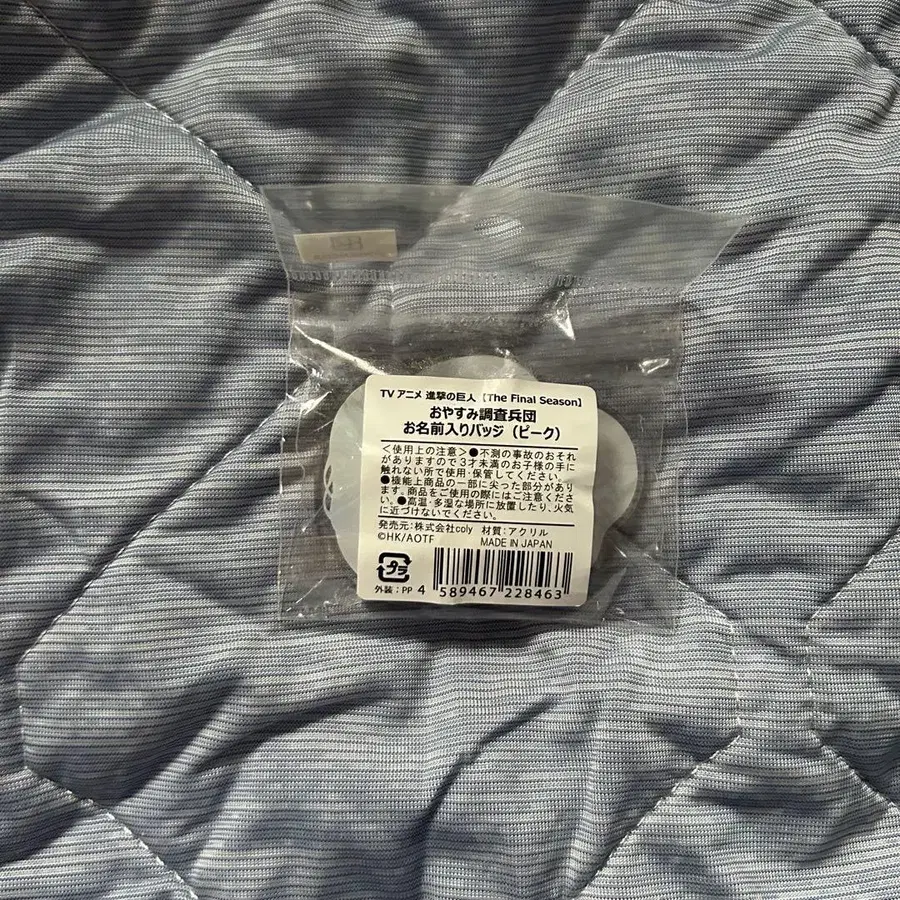 TV アニメ 進撃の巨人【The Final Season】
おやすみ調査兵団
お名前入りバッジ（ピーク）
＜使用上の注意＞●不測の事故のおそれ
がありますので３才未満のお子様の手に
触れない所で使用・保管してください。
●機能上商品の一部に尖った部分があり
ます。商品をご使用の際にはご注意くださ
い。●高温・多湿な場所に放置したり、火気
に近づけないでください。
発売元：株式会社coly 材質：アクリル
©HK/AOTF MADE IN JAPAN
プラ
外装：PP 4 589467 228463